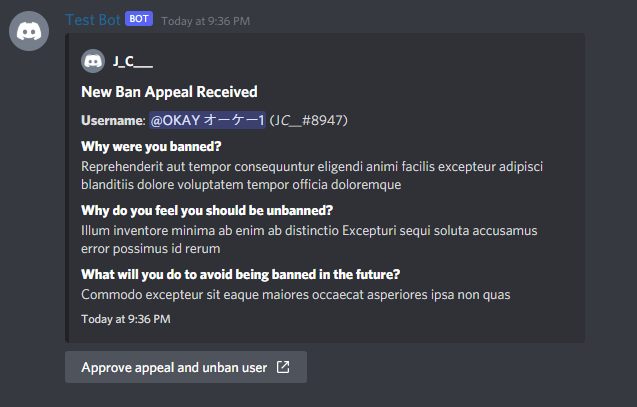 Test Bot BOT Today at 9:36 PM
J_C___
New Ban Appeal Received
Username: @OKAY オーケー1 (JC__#8947)
Why were you banned?
Reprehenderit aut tempor consequuntur eligendi animi facilis excepteur adipisci
blanditiis dolore voluptatem tempor officia doloremque
Why do you feel you should be unbanned?
Illum inventore minima ab enim ab distinctio Excepturi sequi soluta accusamus
error possimus id rerum
What will you do to avoid being banned in the future?
Commodo excepteur sit eaque maiores occaecat asperiores ipsa non quas
Today at 9:36 PM
Approve appeal and unban user